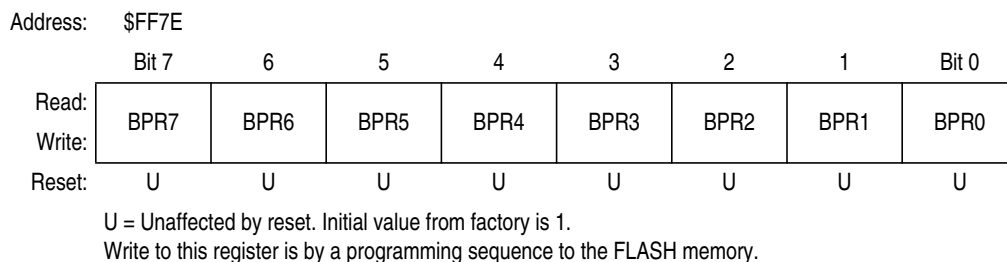 Address: $FF7E
Bit 7 6 5 4 3 2 1 Bit 0
Read:
BPR7 BPR6 BPR5 BPR4 BPR3 BPR2 BPR1 BPR0
Write:
Reset: U U U U U U U U
U = Unaffected by reset. Initial value from factory is 1.
Write to this register is by a programming sequence to the FLASH memory.